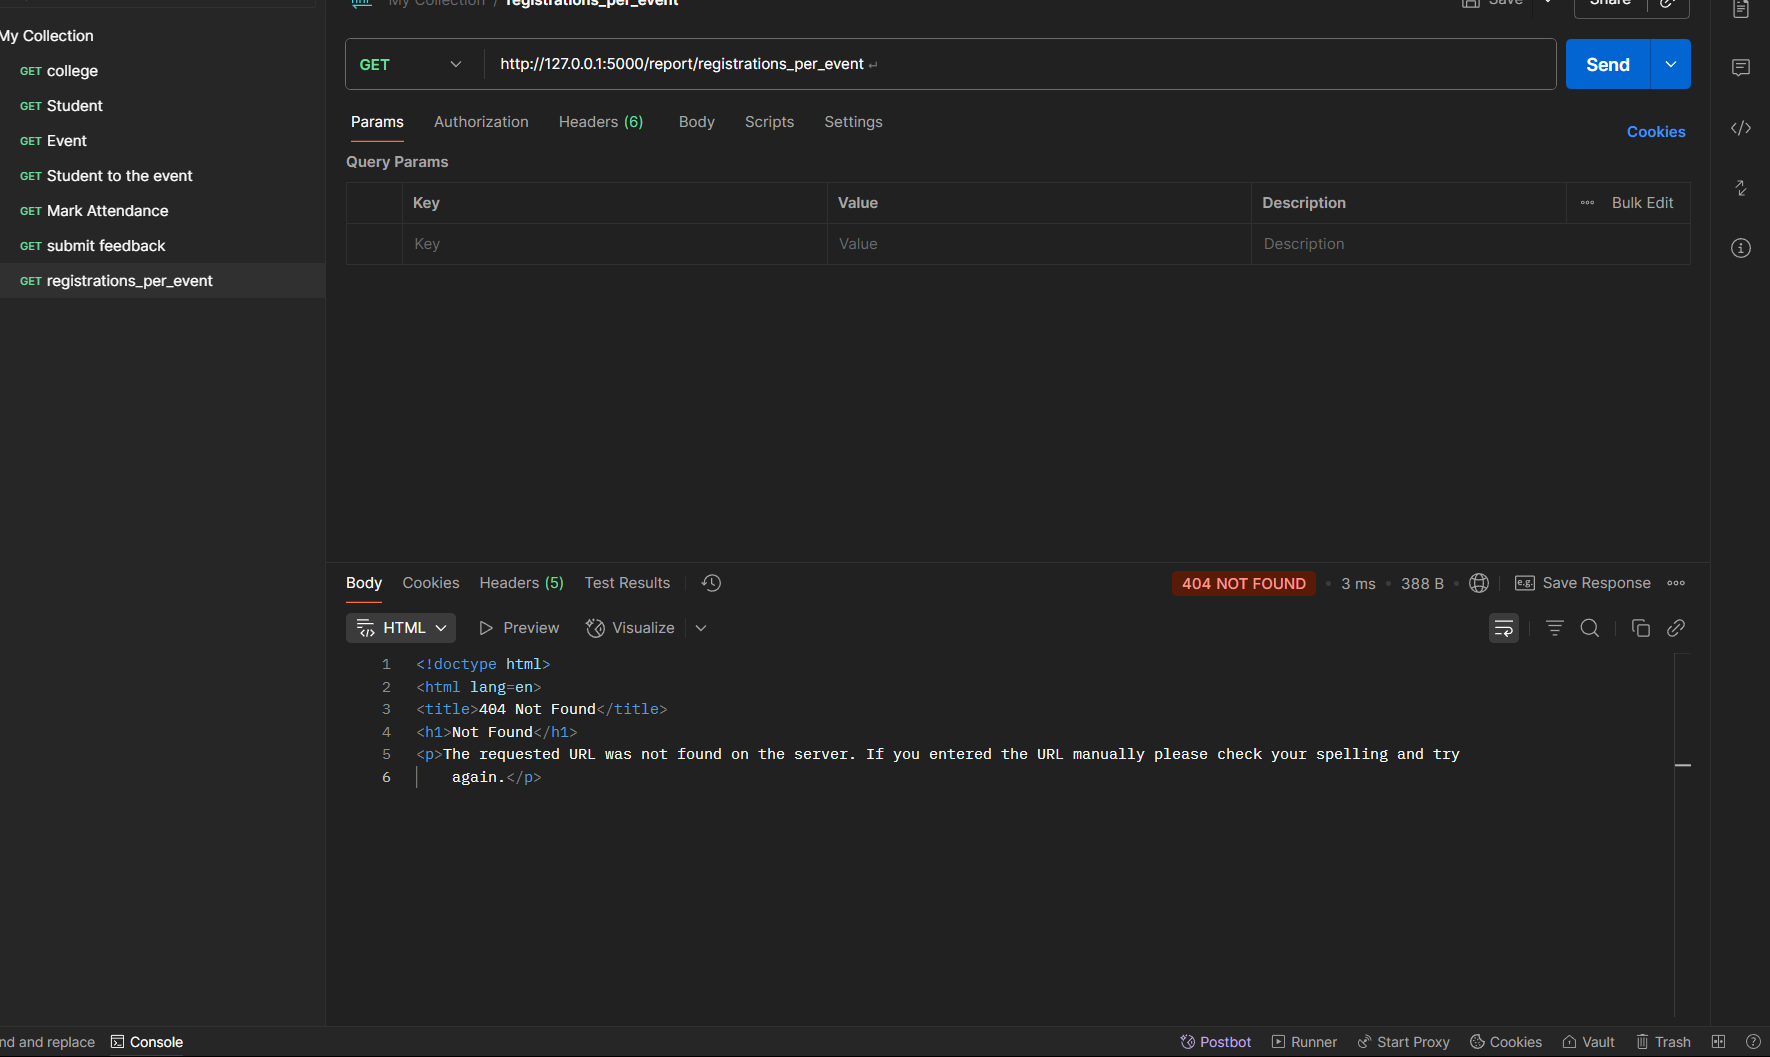 My Collection / registrations_per_event
Save
Share
My Collection
GET college
GET Student
GET Event
GET Student to the event
GET Mark Attendance
GET submit feedback
GET registrations_per_event
GET
http://127.0.0.1:5000/report/registrations_per_event
Send
Params Authorization Headers (6) Body Scripts Settings
Cookies
Query Params
Key Value Description Bulk Edit
Key Value Description
Body Cookies Headers (5) Test Results
404 NOT FOUND • 3 ms • 388 B
e.g. Save Response
HTML Preview Visualize
1 <!doctype html>
2 <html lang=en>
3 <title>404 Not Found</title>
4 <h1>Not Found</h1>
5 <p>The requested URL was not found on the server. If you entered the URL manually please check your spelling and try
again.</p>
6
nd and replace Console
Postbot Runner Start Proxy Cookies Vault Trash